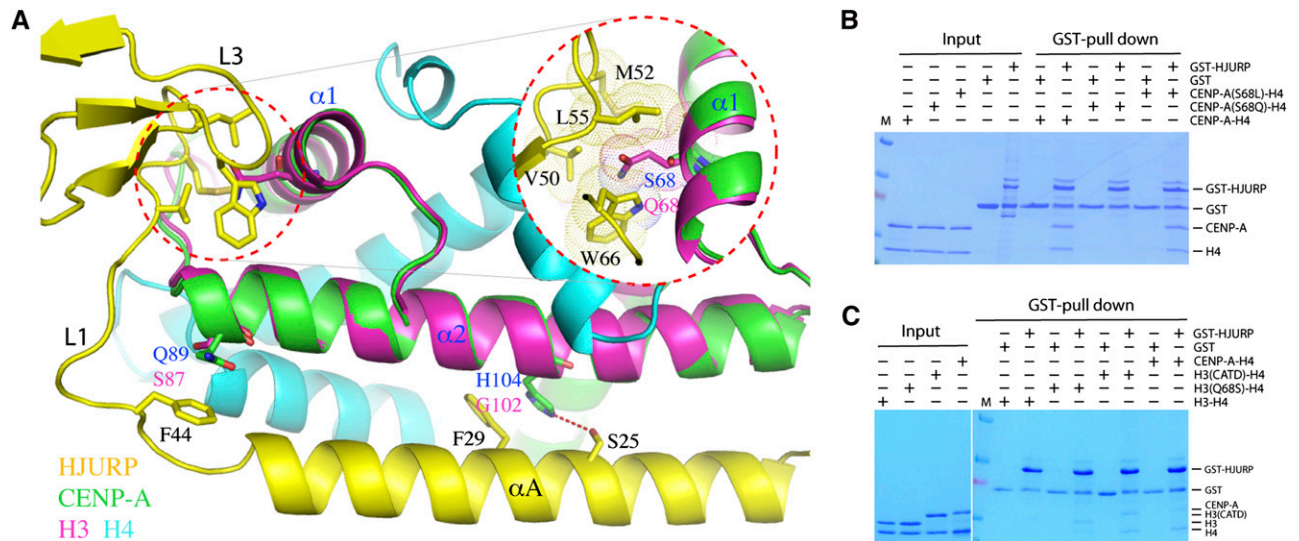 A
L3
α1
M52
α1
L55
V50
S68
Q68
W66
L1
α2
Q89
S87
H104
G102
F44
F29
S25
αA
HJURP
CENP-A
H3 H4
B
Input
GST-pull down
– – – – + – + – + – + GST-HJURP
– – – + – + – + – + – GST
– – + – – – – – – + + CENP-A(S68L)-H4
– + – – – – – + + – – CENP-A(S68Q)-H4
M + – – – – + + – – – – CENP-A-H4
GST-HJURP
GST
CENP-A
H4
C
GST-pull down
Input
– + – + – + – + GST-HJURP
+ – + – + – + – GST
– – – + – – – – – – + + CENP-A-H4
– – + – – – – – + + – – H3(CATD)-H4
– + – – – – + + – – – – H3(Q68S)-H4
+ – – – M + + – – – – – – H3-H4
GST-HJURP
GST
CENP-A
H3(CATD)
H3
H4